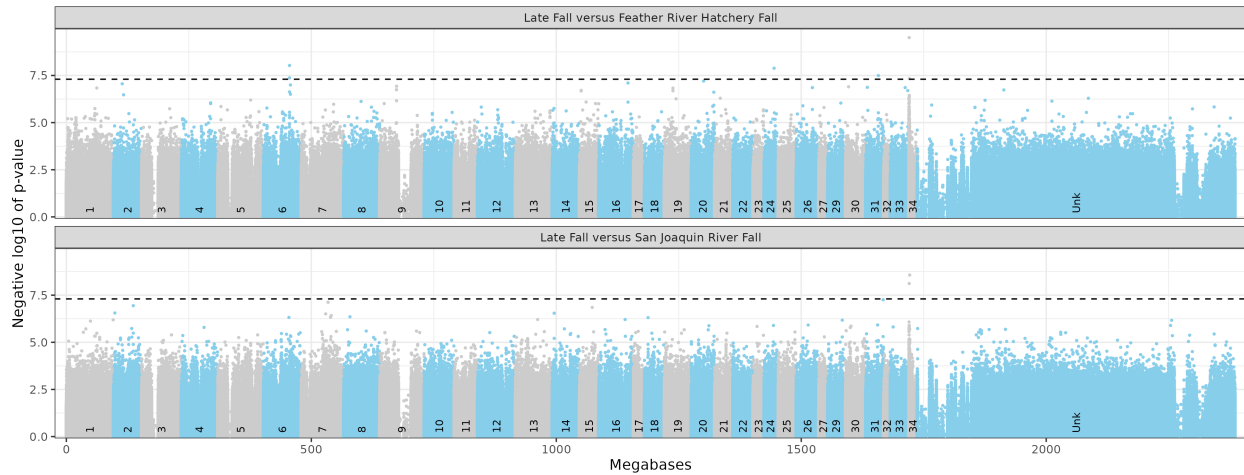 Late Fall versus Feather River Hatchery Fall
7.5
5.0
2.5
0.0
1 2 3 4 5 6 7 8 9 10 11 12 13 14 15 16 17 18 19 20 21 22 23 24 25 26 27 29 30 31 32 33 34 Unk
Late Fall versus San Joaquin River Fall
7.5
5.0
2.5
0.0
1 2 3 4 5 6 7 8 9 10 11 12 13 14 15 16 17 18 19 20 21 22 23 24 25 26 27 29 30 31 32 33 34 Unk
0 500 1000 1500 2000
Megabases
Negative log10 of p-value